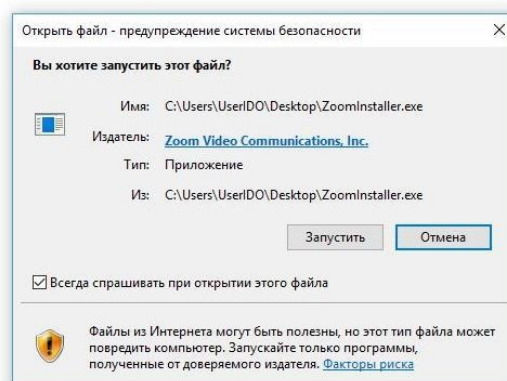 Открыть файл - предупреждение системы безопасности
Вы хотите запустить этот файл?
Имя: C:\Users\UserIDO\Desktop\ZoomInstaller.exe
Издатель: Zoom Video Communications, Inc.
Тип: Приложение
Из: C:\Users\UserIDO\Desktop\ZoomInstaller.exe
Запустить Отмена
Всегда спрашивать при открытии этого файла
Файлы из Интернета могут быть полезны, но этот тип файла может
повредить компьютер. Запускайте только программы,
полученные от доверяемого издателя. Факторы риска